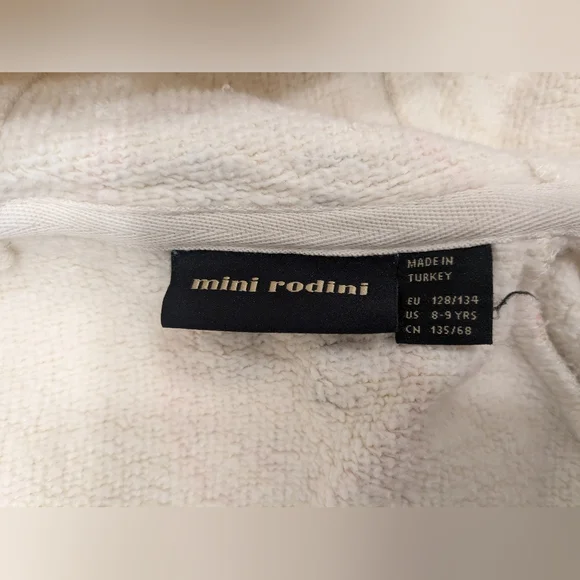 mini rodini
MADE IN
TURKEY
EU 128/134
US 8-9 YRS
CN 135/68